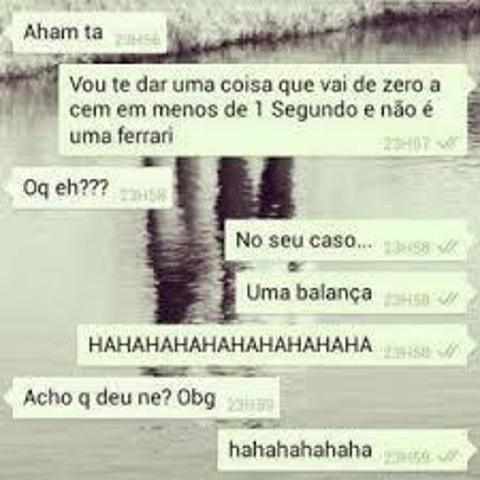 Aham ta 23H56
Vou te dar uma coisa que vai de zero a
cem em menos de 1 Segundo e não é
uma ferrari 23H57
Oq eh??? 23H58
No seu caso... 23H58
Uma balança 23H58
HAHAHAHAHAHAHAHAHAHA 23H58
Acho q deu ne? Obg 23H59
hahahahahaha 23H59